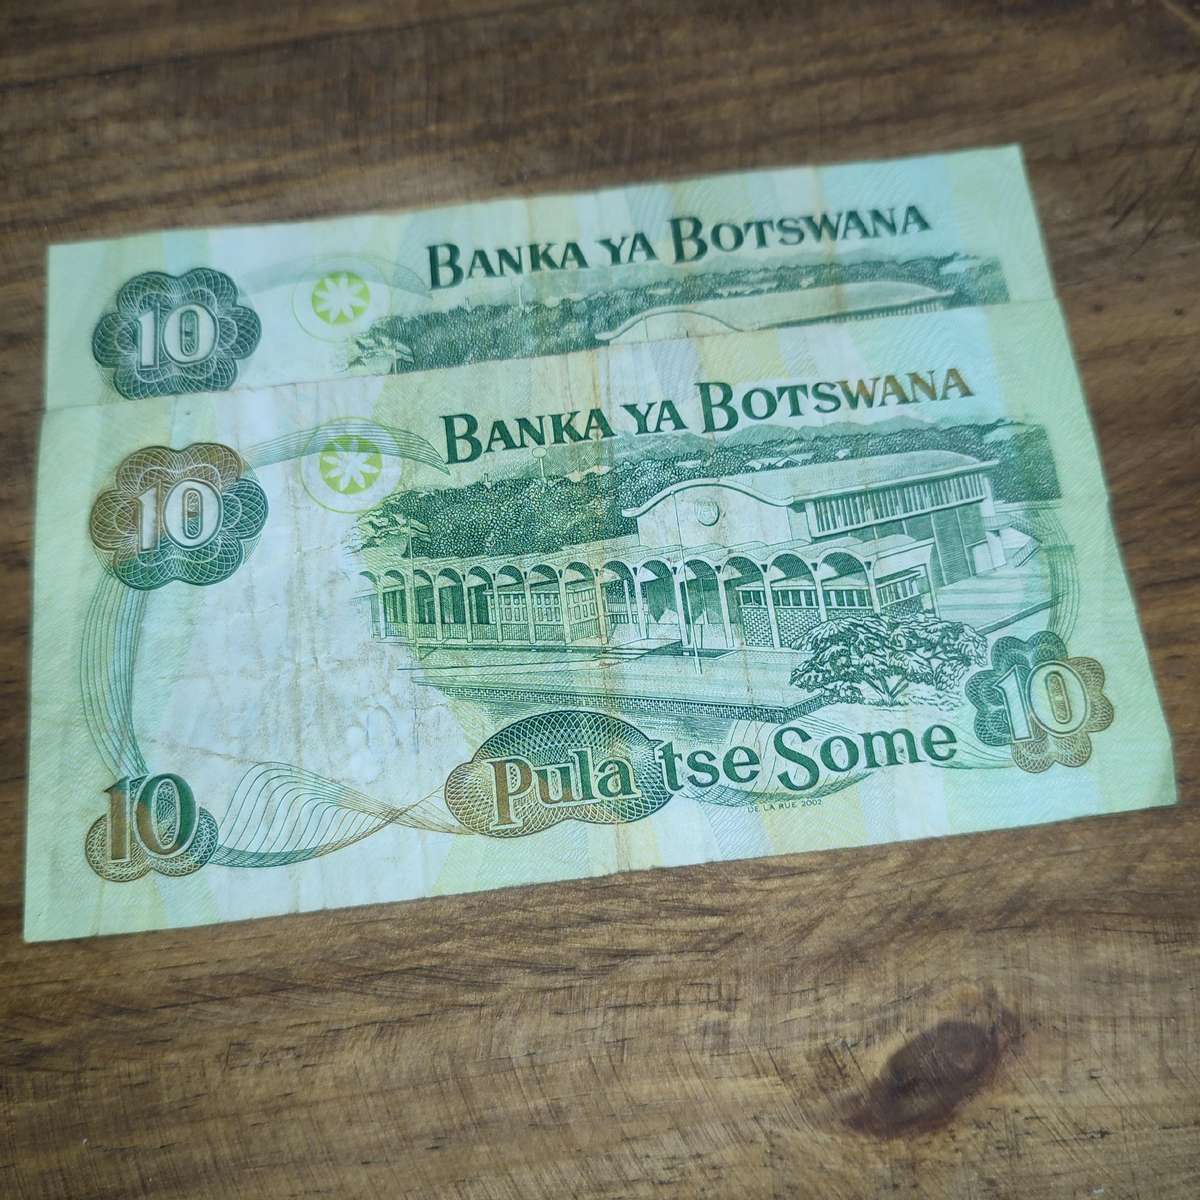 BANKA YA BOTSWANA
10
BANKA YA BOTSWANA
10
10
Pula tse Some
10
DE LA RUE 2002